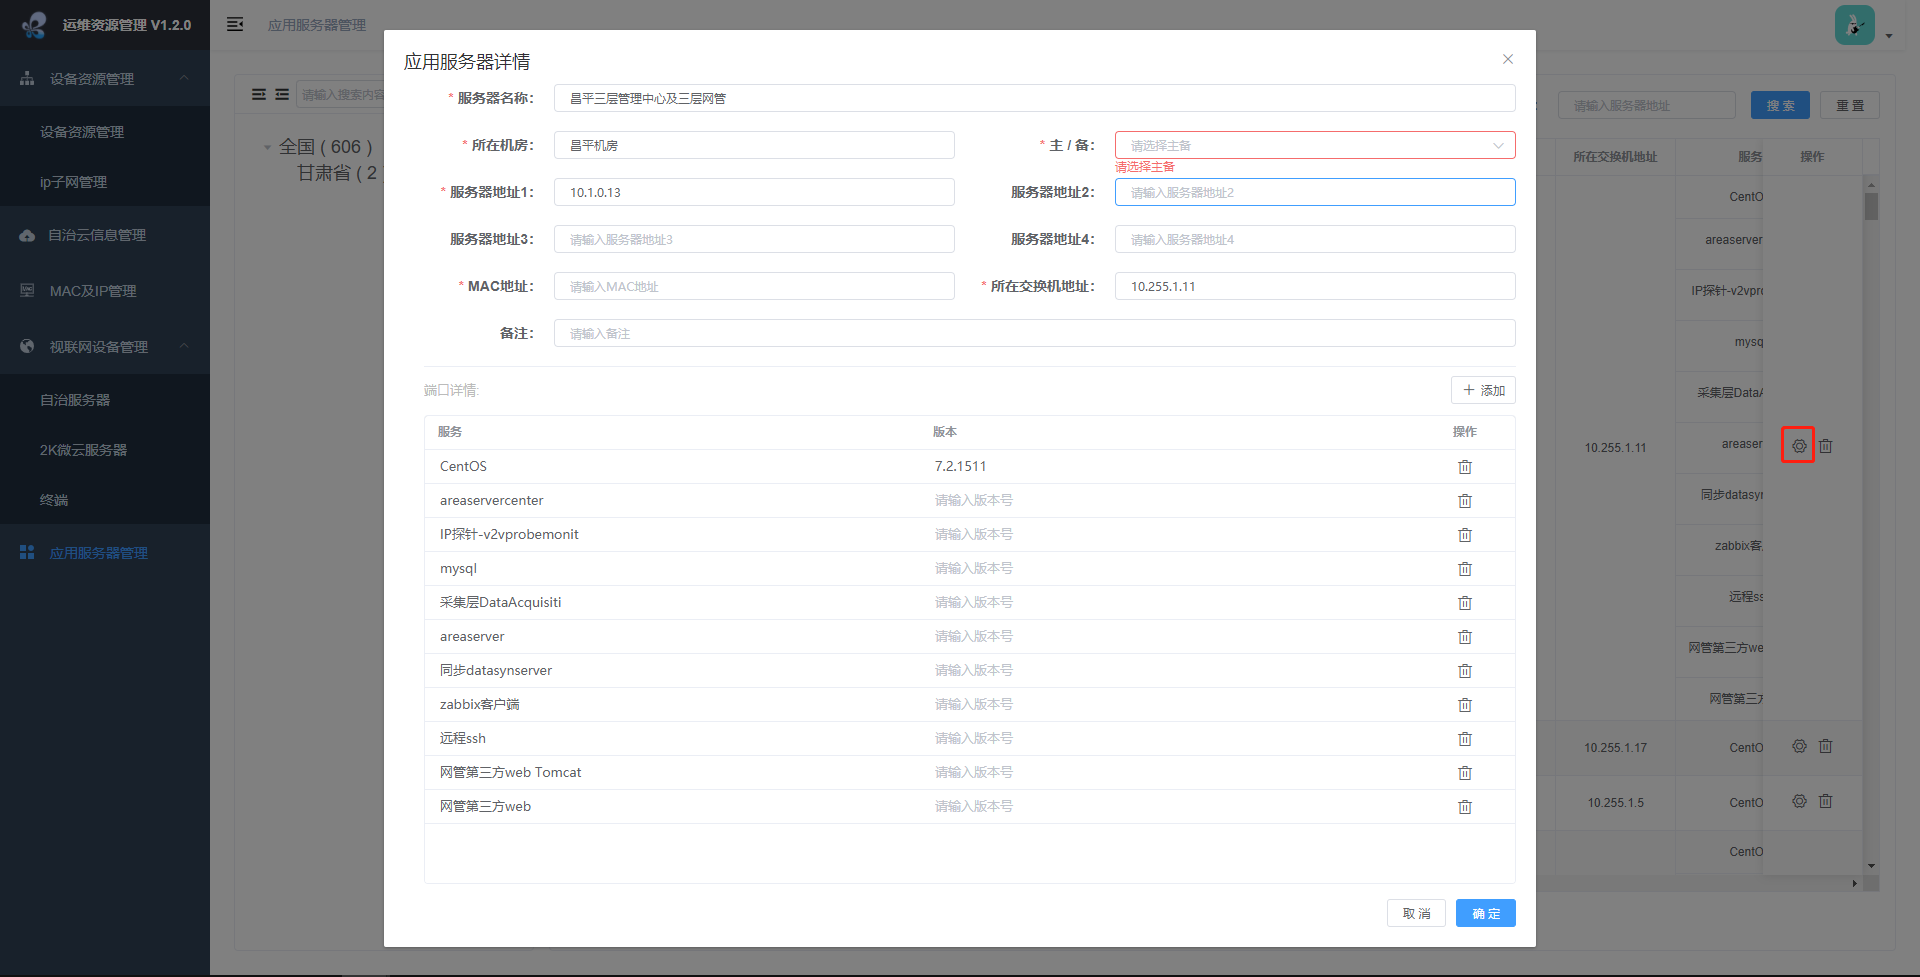 运维资源管理 V1.2.0
设备资源管理
设备资源管理
ip子网管理
自治云信息管理
MAC及IP管理
视联网设备管理
自治服务器
2K微云服务器
终端
应用服务器管理
应用服务器管理
请输入搜索内容
全国 ( 606 )
甘肃省 ( 2
应用服务器详情
* 服务器名称: 昌平三层管理中心及三层网管
* 所在机房: 昌平机房
* 主 / 备: 请选择主备
请选择主备
* 服务器地址1: 10.1.0.13
服务器地址2: 请输入服务器地址2
服务器地址3: 请输入服务器地址3
服务器地址4: 请输入服务器地址4
* MAC地址: 请输入MAC地址
* 所在交换机地址: 10.255.1.11
备注: 请输入备注
端口详情:
添加
服务 版本 操作
CentOS 7.2.1511
areaservercenter 请输入版本号
IP探针-v2vprobemonit 请输入版本号
mysql 请输入版本号
采集层DataAcquisiti 请输入版本号
areaserver 请输入版本号
同步datasynserver 请输入版本号
zabbix客户端 请输入版本号
远程ssh 请输入版本号
网管第三方web Tomcat 请输入版本号
网管第三方web 请输入版本号
取 消
确 定
请输入服务器地址
搜 索
重 置
所在交换机地址 服务 操作
CentO
areaserver
IP探针-v2vpr
mysq
采集层DataA
10.255.1.11
areaser
同步datasyn
zabbix客
远程ss
网管第三方we
网管第三方
10.255.1.17 CentO
10.255.1.5 CentO
CentO